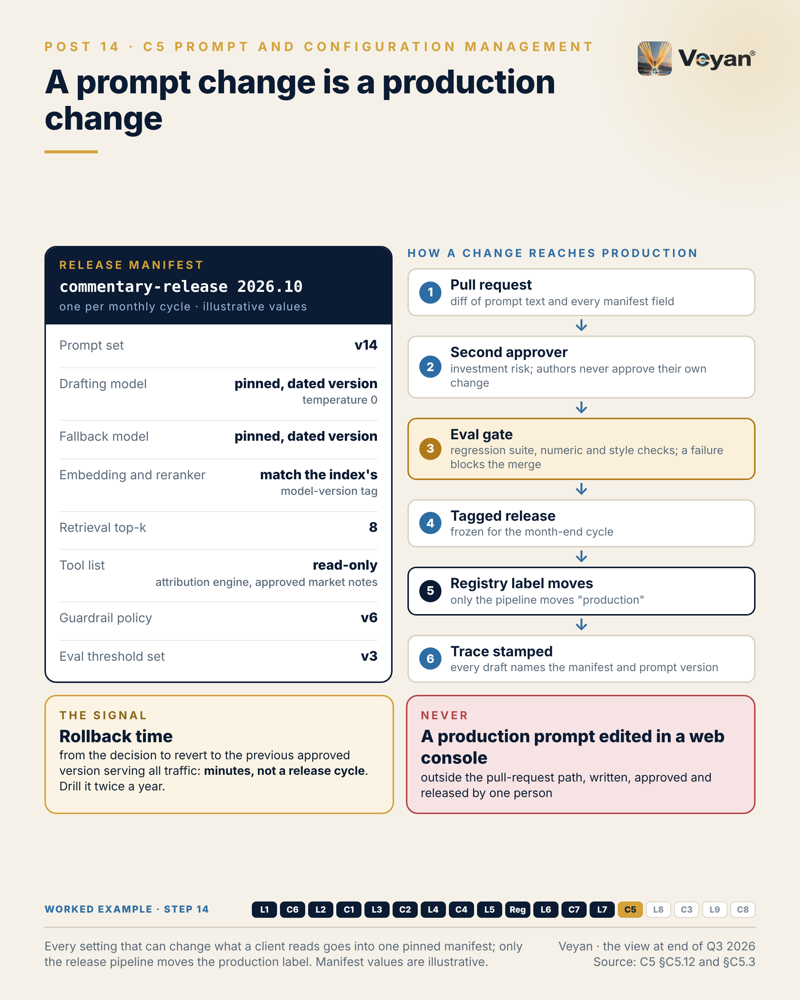 POST 14 · C5 PROMPT AND CONFIGURATION MANAGEMENT
Veyan®
A prompt change is a production
change
RELEASE MANIFEST
commentary-release 2026.10
one per monthly cycle · illustrative values
Prompt set v14
Drafting model pinned, dated version
temperature 0
Fallback model pinned, dated version
Embedding and reranker match the index's
model-version tag
Retrieval top-k 8
Tool list read-only
attribution engine, approved market notes
Guardrail policy v6
Eval threshold set v3
HOW A CHANGE REACHES PRODUCTION
1 Pull request
diff of prompt text and every manifest field
2 Second approver
investment risk; authors never approve their own
change
3 Eval gate
regression suite, numeric and style checks; a failure
blocks the merge
4 Tagged release
frozen for the month-end cycle
5 Registry label moves
only the pipeline moves "production"
6 Trace stamped
every draft names the manifest and prompt version
THE SIGNAL
Rollback time
from the decision to revert to the previous approved
version serving all traffic: minutes, not a release cycle.
Drill it twice a year.
NEVER
A production prompt edited in a web
console
outside the pull-request path, written, approved and
released by one person
WORKED EXAMPLE · STEP 14 L1 C6 L2 C1 L3 C2 L4 C4 L5 Reg L6 C7 L7 C5 L8 C3 L9 C8
Every setting that can change what a client reads goes into one pinned manifest; only
the release pipeline moves the production label. Manifest values are illustrative.
Veyan · the view at end of Q3 2026
Source: C5 §C5.12 and §C5.3